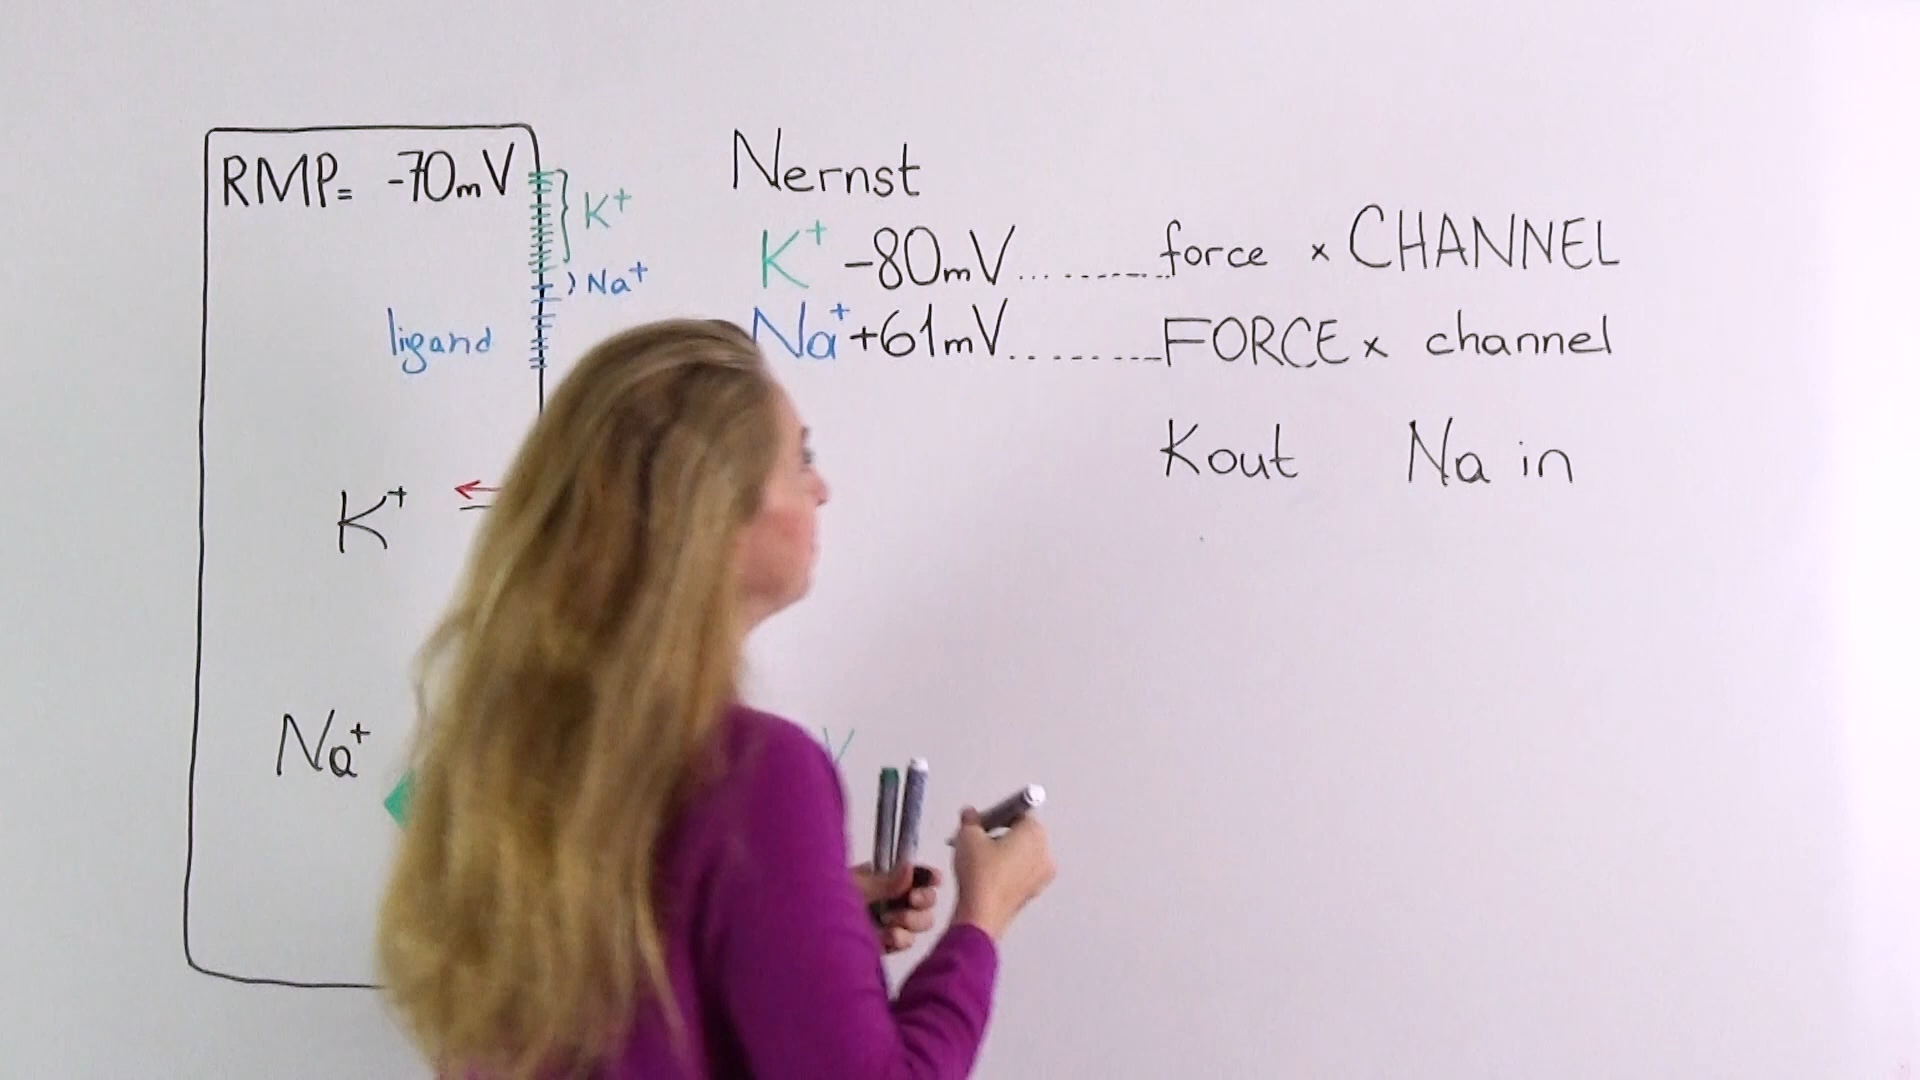 RMP= -70mV
K+
Na+
ligand
K+
Na+
Nernst
K+ -80mV.........force x CHANNEL
Na+ +61mV.........FORCE x channel
Kout Na in